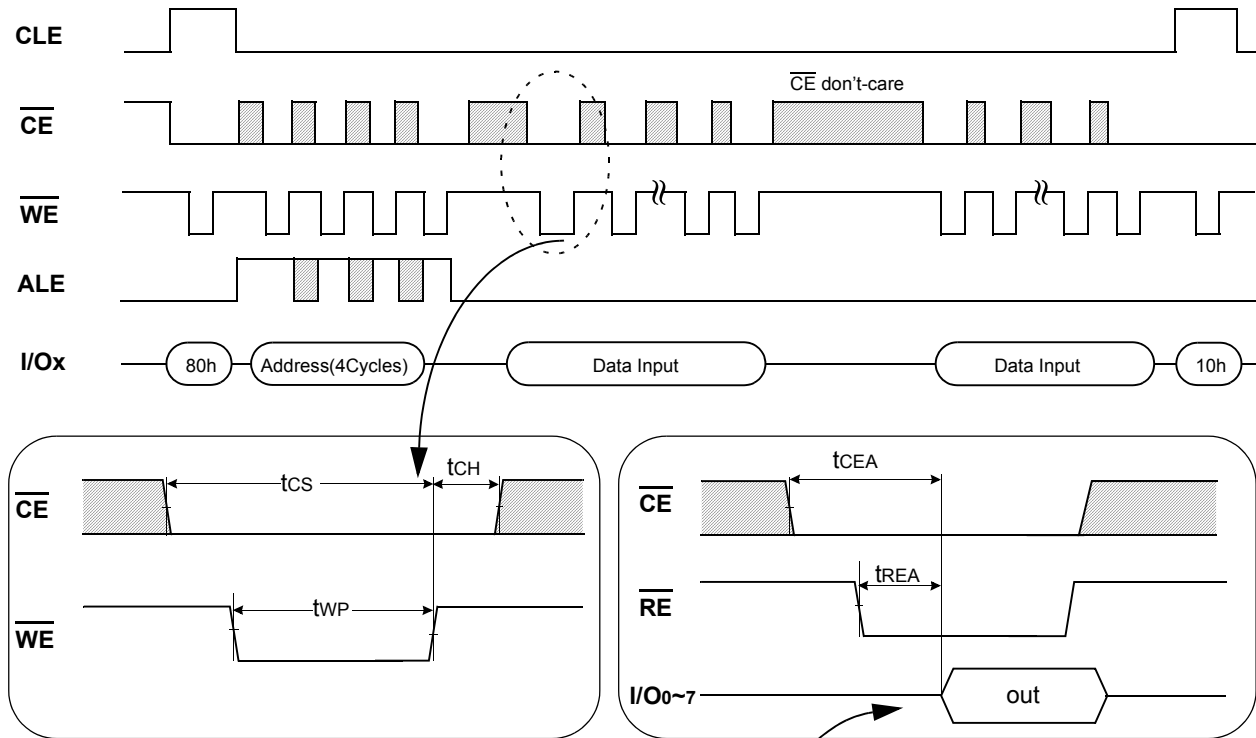 CLE
CE don't-care
CE
WE
ALE
I/Ox
80h
Address(4Cycles)
Data Input
Data Input
10h
tCS
tCH
CE
tWP
WE
tCEA
CE
tREA
RE
I/O0~7
out